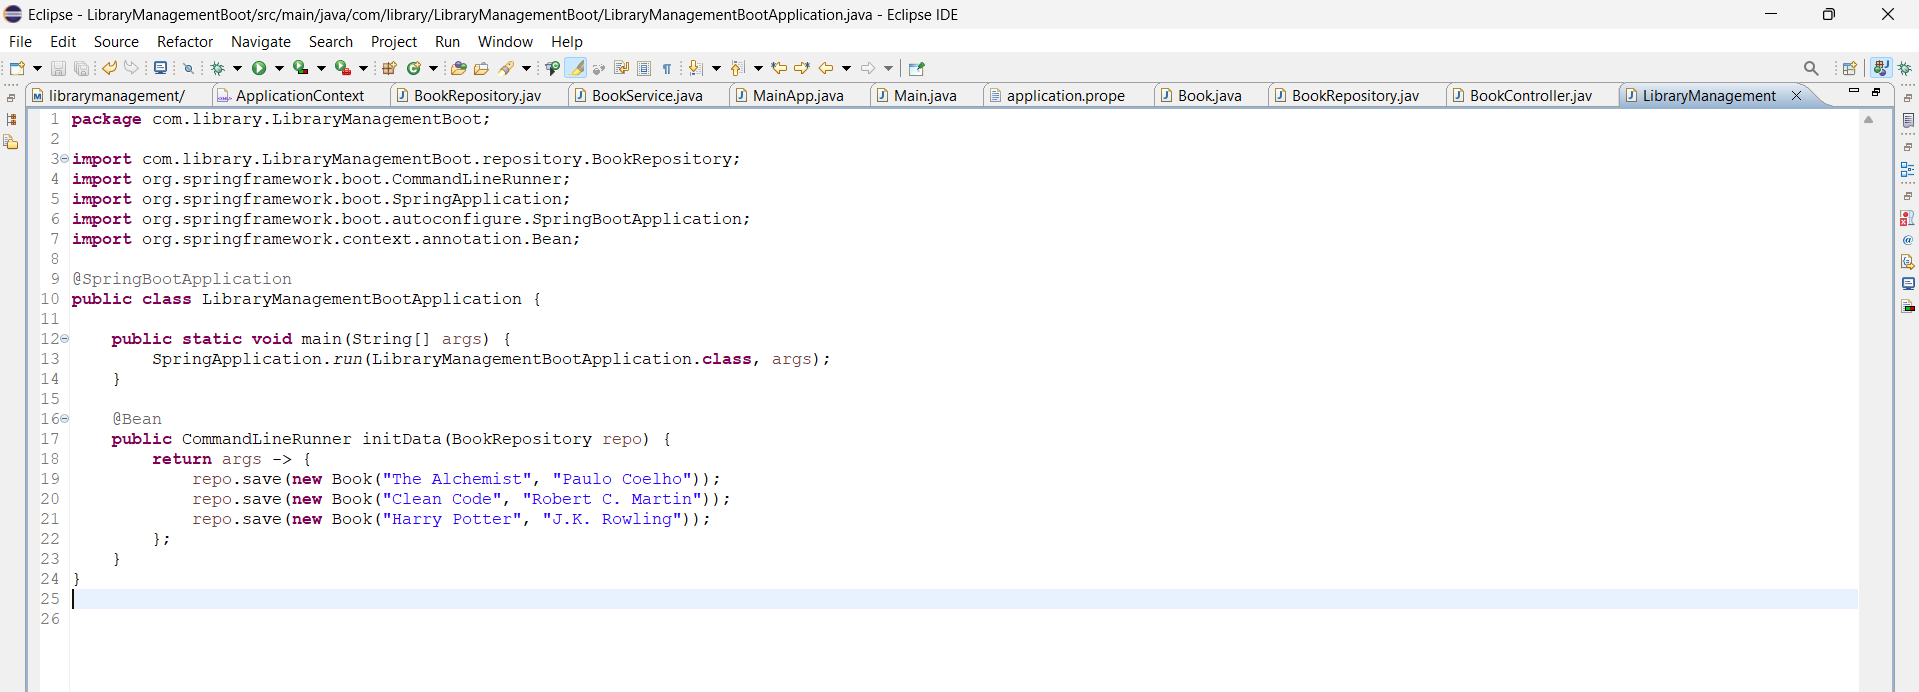 Eclipse - LibraryManagementBoot/src/main/java/com/library/LibraryManagementBoot/LibraryManagementBootApplication.java - Eclipse IDE
File Edit Source Refactor Navigate Search Project Run Window Help
librarymanagement/ ApplicationContext BookRepository.jav BookService.java MainApp.java Main.java application.prope Book.java BookRepository.jav BookController.jav LibraryManagement
1 package com.library.LibraryManagementBoot;
2
3 import com.library.LibraryManagementBoot.repository.BookRepository;
4 import org.springframework.boot.CommandLineRunner;
5 import org.springframework.boot.SpringApplication;
6 import org.springframework.boot.autoconfigure.SpringBootApplication;
7 import org.springframework.context.annotation.Bean;
8
9 @SpringBootApplication
10 public class LibraryManagementBootApplication {
11
12     public static void main(String[] args) {
13         SpringApplication.run(LibraryManagementBootApplication.class, args);
14     }
15
16     @Bean
17     public CommandLineRunner initData(BookRepository repo) {
18         return args -> {
19             repo.save(new Book("The Alchemist", "Paulo Coelho"));
20             repo.save(new Book("Clean Code", "Robert C. Martin"));
21             repo.save(new Book("Harry Potter", "J.K. Rowling"));
22         };
23     }
24 }
25
26